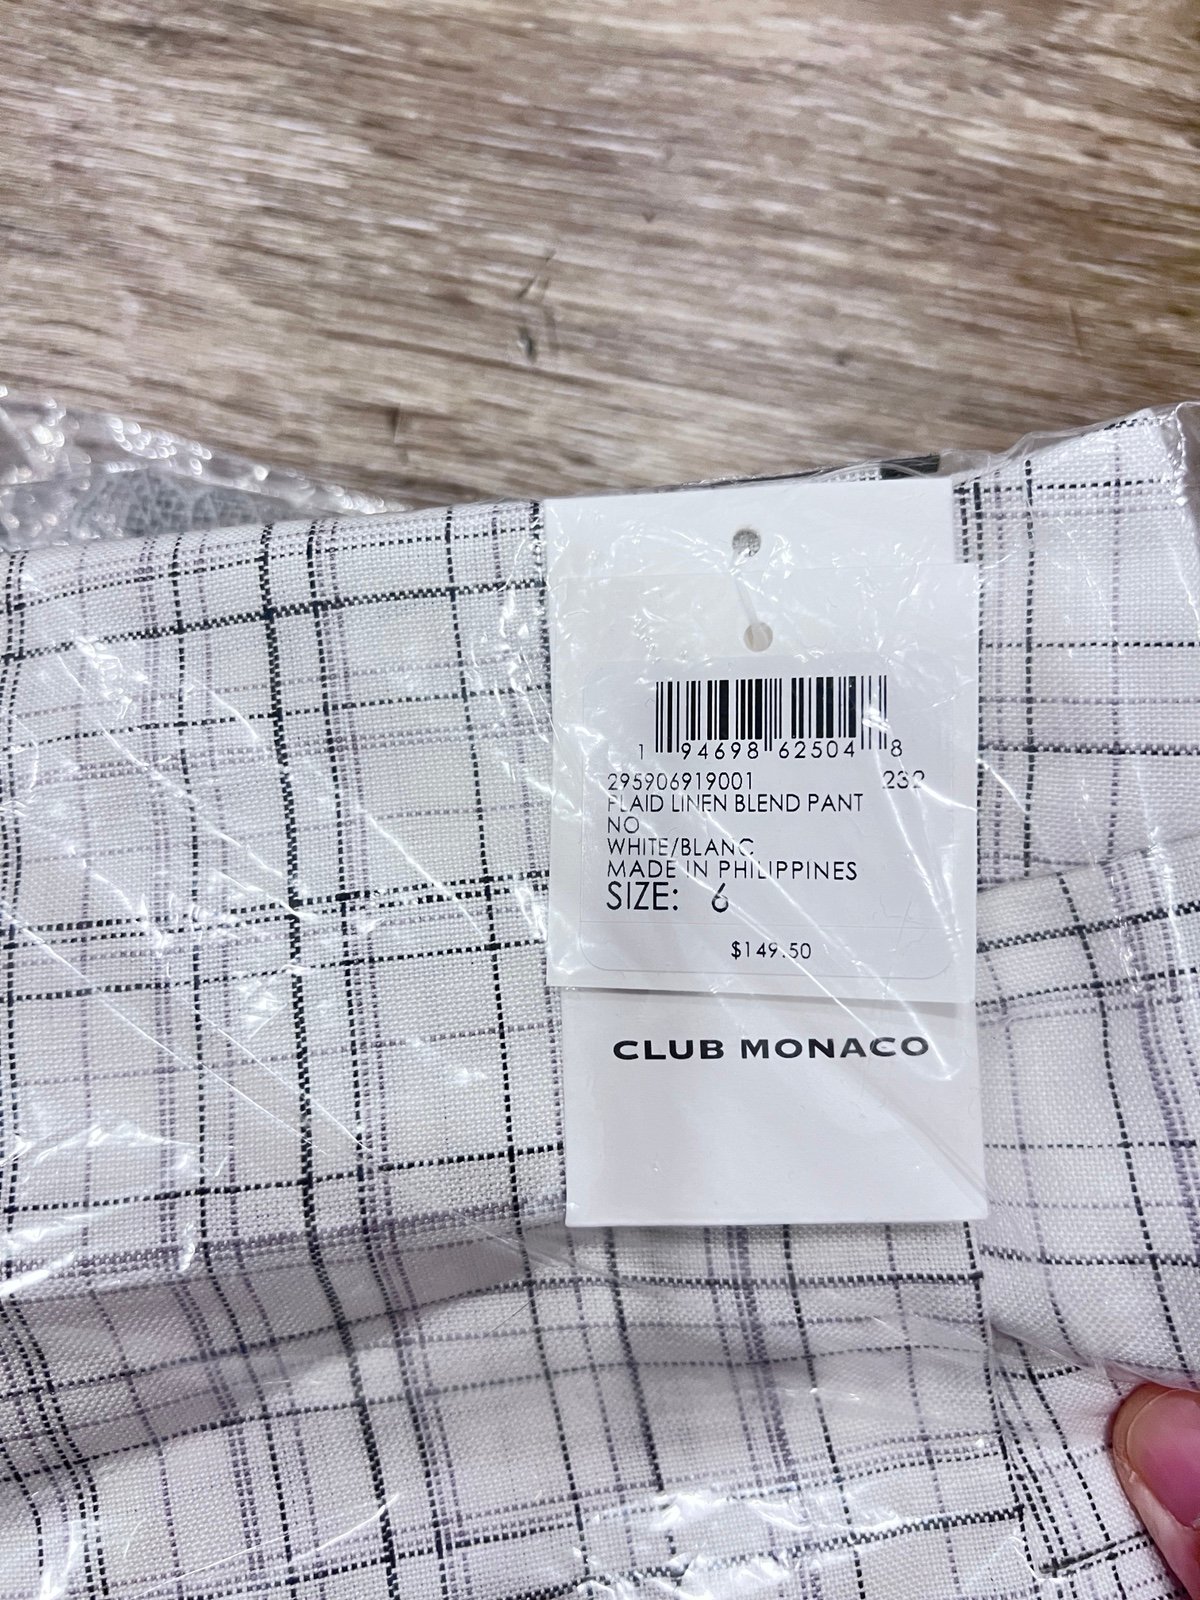 1 94698 62504 8
295906919001 232
PLAID LINEN BLEND PANT
NO
WHITE/BLANC
MADE IN PHILIPPINES
SIZE: 6
$149.50
CLUB MONACO